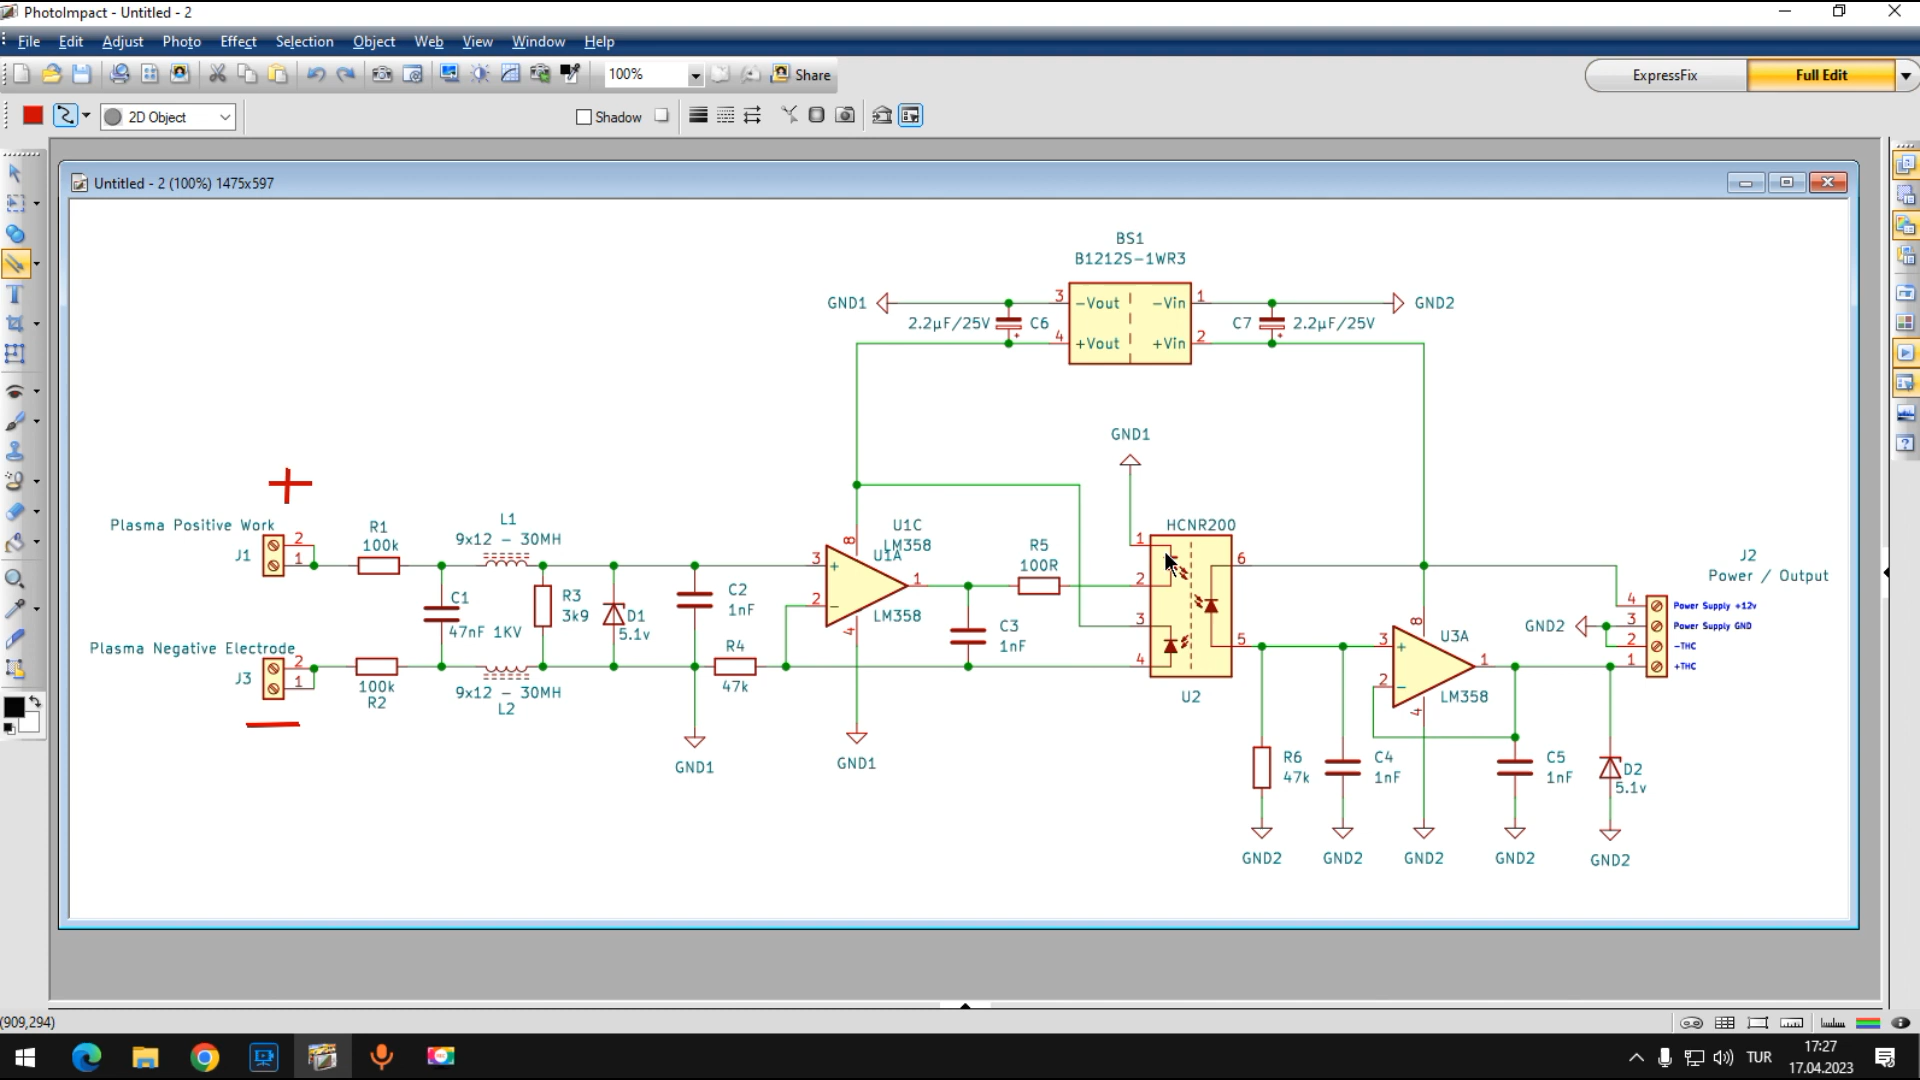 PhotoImpact - Untitled - 2
File Edit Adjust Photo Effect Selection Object Web View Window Help
100% Share ExpressFix Full Edit
2D Object Shadow
Untitled - 2 (100%) 1475x597
BS1
B1212S-1WR3
GND1 3 -Vout -Vin 1 GND2
2.2µF/25V C6 C7 2.2µF/25V
4 +Vout +Vin 2
GND1
+
Plasma Positive Work
J1 2 1
R1
100k
L1
9x12 - 30MH
C1
47nF 1KV
R3
3k9
D1
5.1v
C2
1nF
U1C
LM358
U1A
8 3 + 1 2 - 4
LM358
R5
100R
C3
1nF
HCNR200
1 2 3 4 6 5
U2
Plasma Negative Electrode
J3 2 1
100k
R2
9x12 - 30MH
L2
R4
47k
GND1
GND1
J2
Power / Output
4 Power Supply +12v
GND2 3 Power Supply GND
2 -THC
1 +THC
U3A
8 3 + 1 2 - 4
LM358
R6
47k
C4
1nF
C5
1nF
D2
5.1v
GND2 GND2 GND2 GND2 GND2
(909,294)
TUR
17:27
17.04.2023